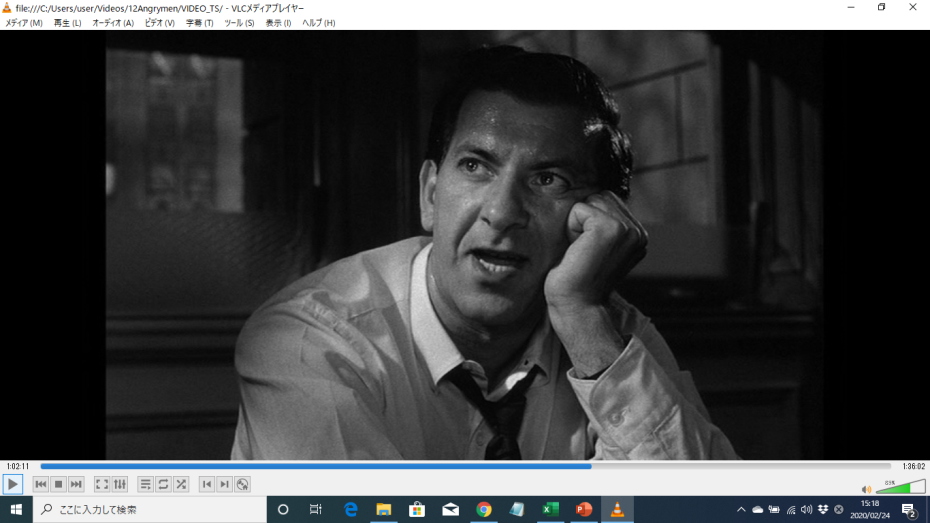 file:///C:/Users/user/Videos/12Angrymen/VIDEO_TS/ - VLCメディアプレイヤー
メディア(M) 再生(L) オーディオ(A) ビデオ(V) 字幕(T) ツール(S) 表示(I) ヘルプ(H)
1:02:11 1:36:02
83%
ここに入力して検索
15:18
2020/02/24
2